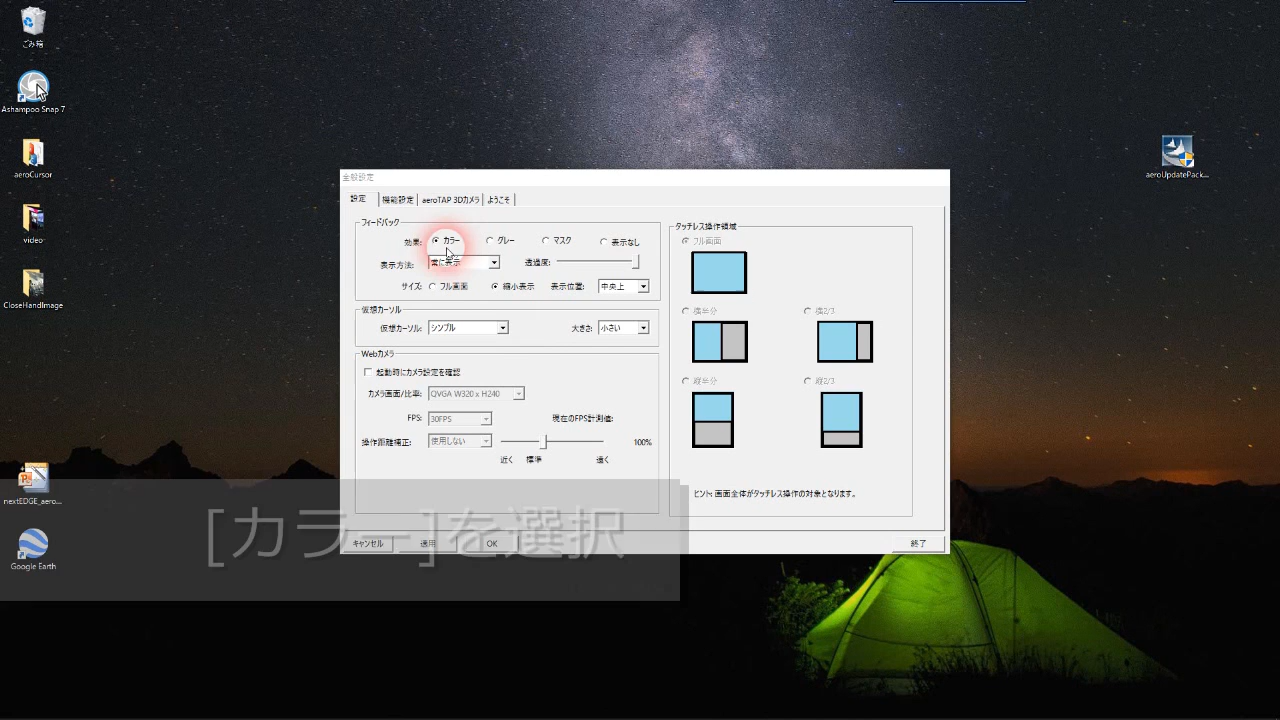 ごみ箱
Ashampoo Snap 7
aeroCursor
video
CloseHandImage
nextEDGE_aero...
Google Earth
aeroUpdatePack...
全般設定
設定
機能設定
aeroTAP 3Dカメラ
ようこそ
フィードバック
効果:
カラー
グレー
マスク
表示なし
表示方法:
常に表示
透過度:
サイズ:
フル画面
縮小表示
表示位置:
中央上
仮想カーソル
仮想カーソル:
シンプル
大きさ:
小さい
Webカメラ
起動時にカメラ設定を確認
カメラ画面/比率:
QVGA W320 x H240
FPS:
30FPS
現在のFPS計測値:
操作距離補正:
使用しない
100%
近く
標準
遠く
タッチレス操作領域
フル画面
横半分
横2/3
縦半分
縦2/3
ヒント: 画面全体がタッチレス操作の対象となります。
キャンセル
適用
OK
終了
[カラー]を選択